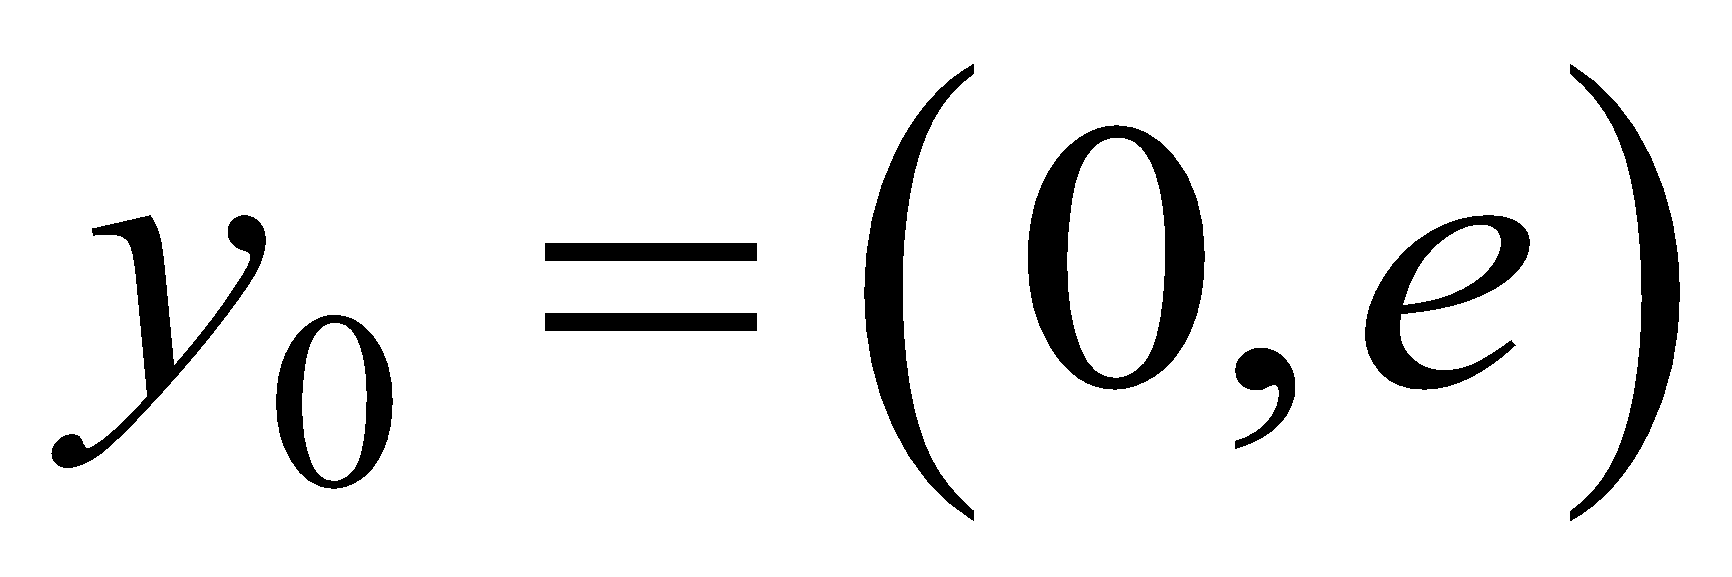 y₀ = (0, e)